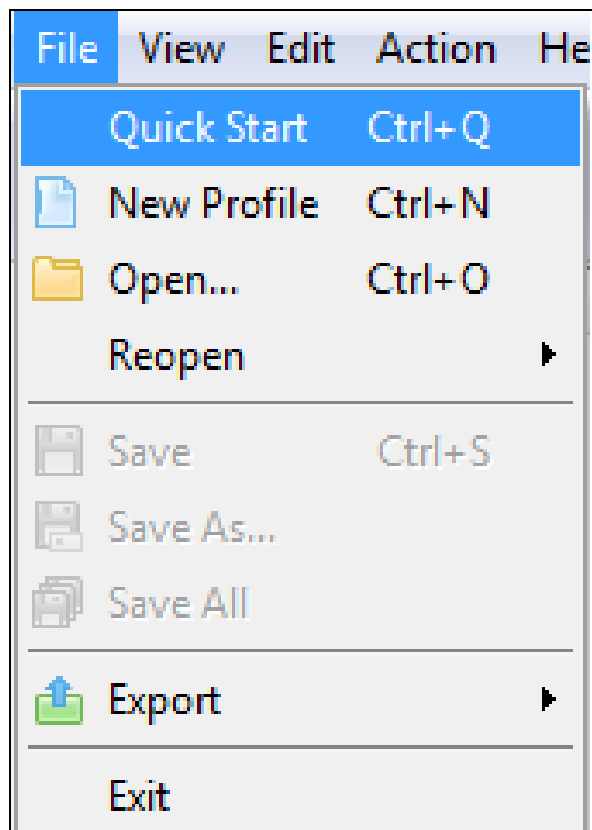 File View Edit Action He
Quick Start Ctrl+Q
New Profile Ctrl+N
Open... Ctrl+O
Reopen
Save Ctrl+S
Save As...
Save All
Export
Exit